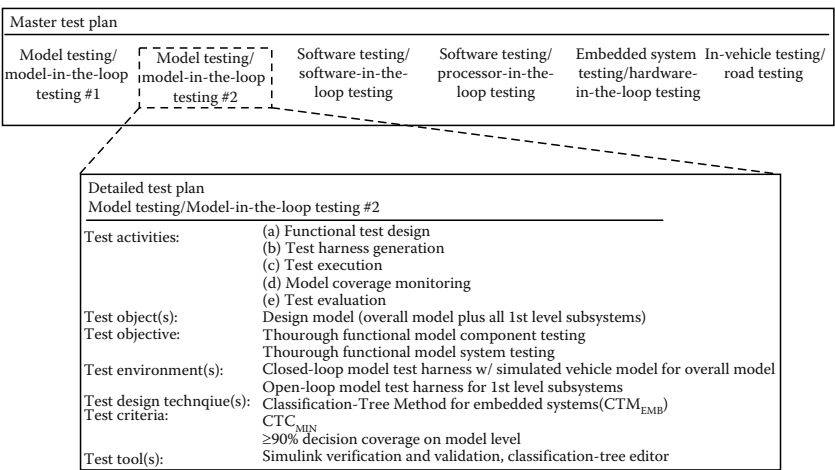 Master test plan
Model testing/
model-in-the-loop
testing #1
Model testing/
model-in-the-loop
testing #2
Software testing/
software-in-the-
loop testing
Software testing/
processor-in-the-
loop testing
Embedded system
testing/hardware-
in-the-loop testing
In-vehicle testing/
road testing
Detailed test plan
Model testing/Model-in-the-loop testing #2
Test activities:
(a) Functional test design
(b) Test harness generation
(c) Test execution
(d) Model coverage monitoring
(e) Test evaluation
Test object(s): Design model (overall model plus all 1st level subsystems)
Test objective: Thourough functional model component testing
Thourough functional model system testing
Test environment(s): Closed-loop model test harness w/ simulated vehicle model for overall model
Open-loop model test harness for 1st level subsystems
Test design technqiue(s): Classification-Tree Method for embedded systems(CTM_EMB)
Test criteria: CTC_MIN
≥90% decision coverage on model level
Test tool(s): Simulink verification and validation, classification-tree editor